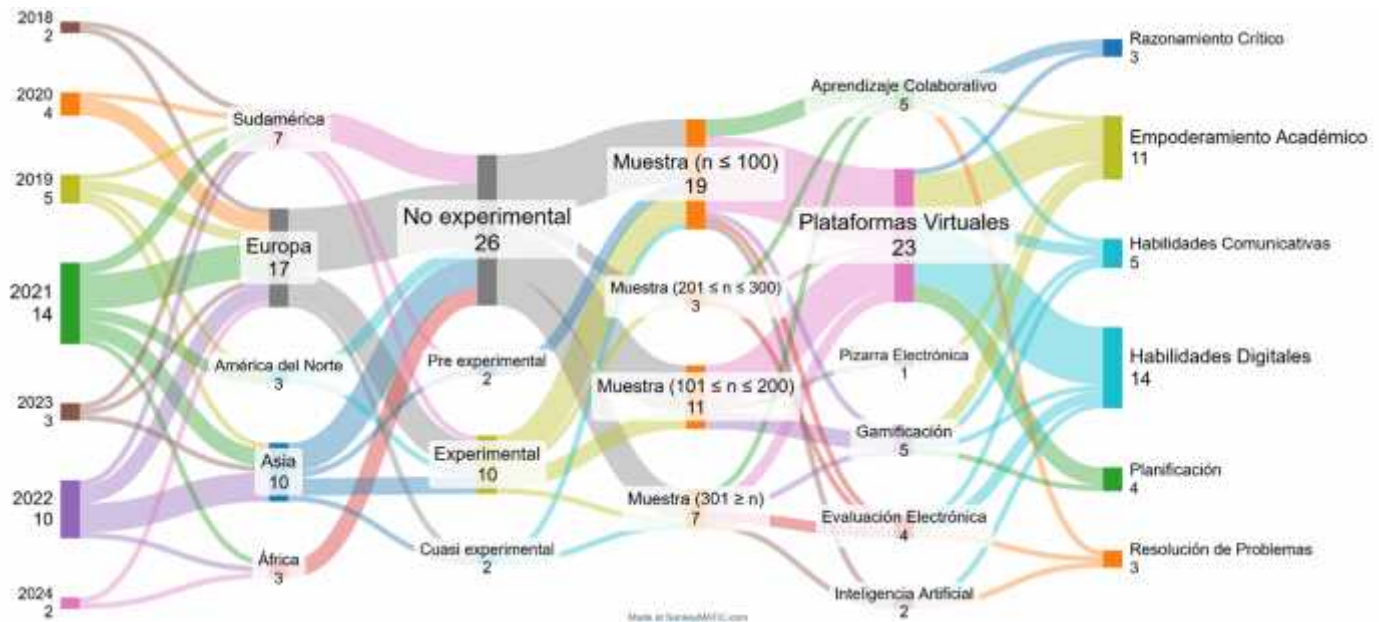 2018
2
2020
4
2019
5
2021
14
2023
3
2022
10
2024
2
Sudamérica
7
Europa
17
América del Norte
3
Asia
10
África
3
No experimental
26
Pre experimental
2
Experimental
10
Cuasi experimental
2
Muestra (n ≤ 100)
19
Muestra (201 ≤ n ≤ 300)
3
Muestra (101 ≤ n ≤ 200)
11
Muestra (301 ≥ n)
7
Aprendizaje Colaborativo
5
Plataformas Virtuales
23
Pizarra Electrónica
1
Gamificación
5
Evaluación Electrónica
4
Inteligencia Artificial
2
Razonamiento Crítico
3
Empoderamiento Académico
11
Habilidades Comunicativas
5
Habilidades Digitales
14
Planificación
4
Resolución de Problemas
3
Made at SankeyMATIC.com